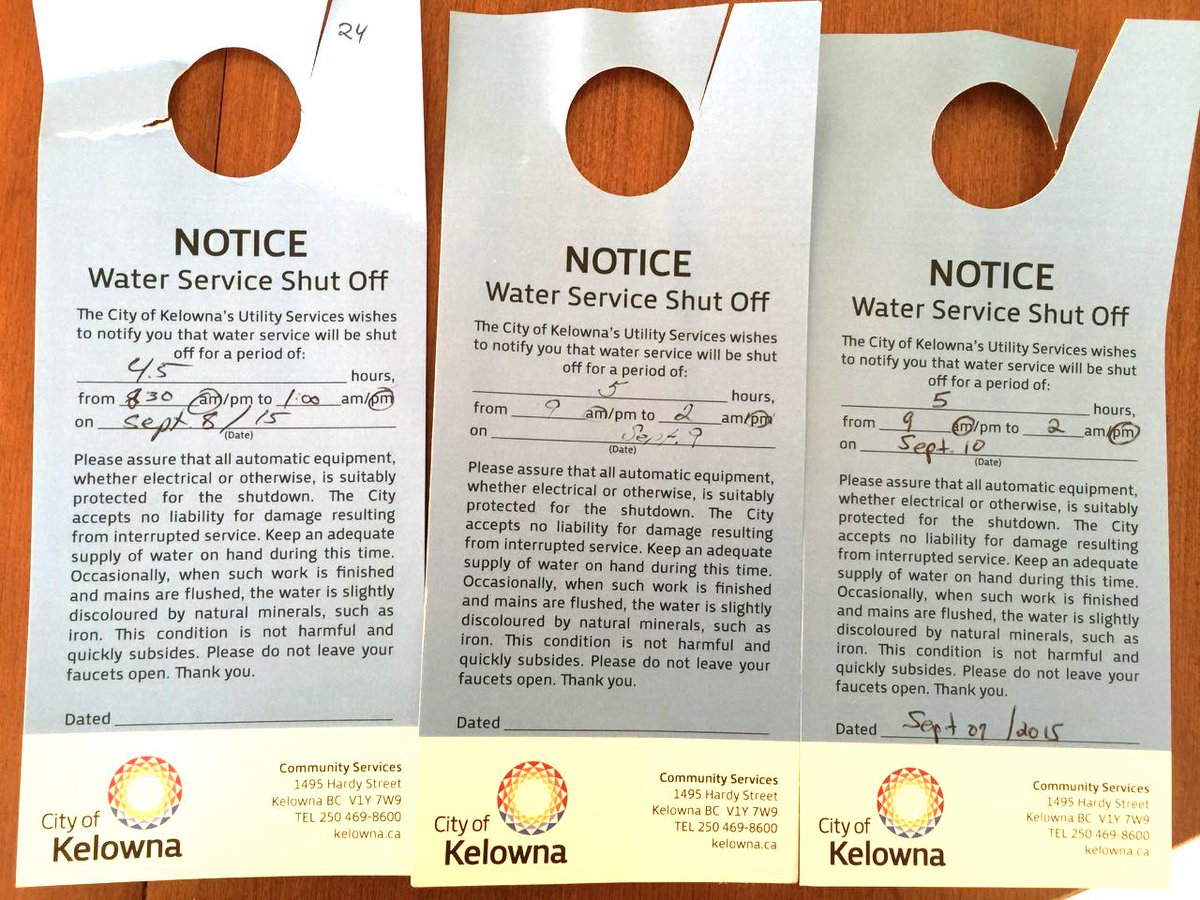 24
NOTICE
Water Service Shut Off
The City of Kelowna's Utility Services wishes
to notify you that water service will be shut
off for a period of:
4.5 hours,
from 8 30 am/pm to 1:00 am/pm
on Sept 8/15
(Date)
Please assure that all automatic equipment,
whether electrical or otherwise, is suitably
protected for the shutdown. The City
accepts no liability for damage resulting
from interrupted service. Keep an adequate
supply of water on hand during this time.
Occasionally, when such work is finished
and mains are flushed, the water is slightly
discoloured by natural minerals, such as
iron. This condition is not harmful and
quickly subsides. Please do not leave your
faucets open. Thank you.
Dated
City of
Kelowna
Community Services
1495 Hardy Street
Kelowna BC V1Y 7W9
TEL 250 469-8600
kelowna.ca
NOTICE
Water Service Shut Off
The City of Kelowna's Utility Services wishes
to notify you that water service will be shut
off for a period of:
5 hours,
from 9 am/pm to 2 am/pm
on Sept. 9
(Date)
Please assure that all automatic equipment,
whether electrical or otherwise, is suitably
protected for the shutdown. The City
accepts no liability for damage resulting
from interrupted service. Keep an adequate
supply of water on hand during this time.
Occasionally, when such work is finished
and mains are flushed, the water is slightly
discoloured by natural minerals, such as
iron. This condition is not harmful and
quickly subsides. Please do not leave your
faucets open. Thank you.
Dated
City of
Kelowna
Community Services
1495 Hardy Street
Kelowna BC V1Y 7W9
TEL 250 469-8600
kelowna.ca
NOTICE
Water Service Shut Off
The City of Kelowna's Utility Services wishes
to notify you that water service will be shut
off for a period of:
5 hours,
from 9 am/pm to 2 am/pm
on Sept. 10
(Date)
Please assure that all automatic equipment,
whether electrical or otherwise, is suitably
protected for the shutdown. The City
accepts no liability for damage resulting
from interrupted service. Keep an adequate
supply of water on hand during this time.
Occasionally, when such work is finished
and mains are flushed, the water is slightly
discoloured by natural minerals, such as
iron. This condition is not harmful and
quickly subsides. Please do not leave your
faucets open. Thank you.
Dated Sept 09/2015
City of
Kelowna
Community Services
1495 Hardy Street
Kelowna BC V1Y 7W9
TEL 250 469-8600
kelowna.ca